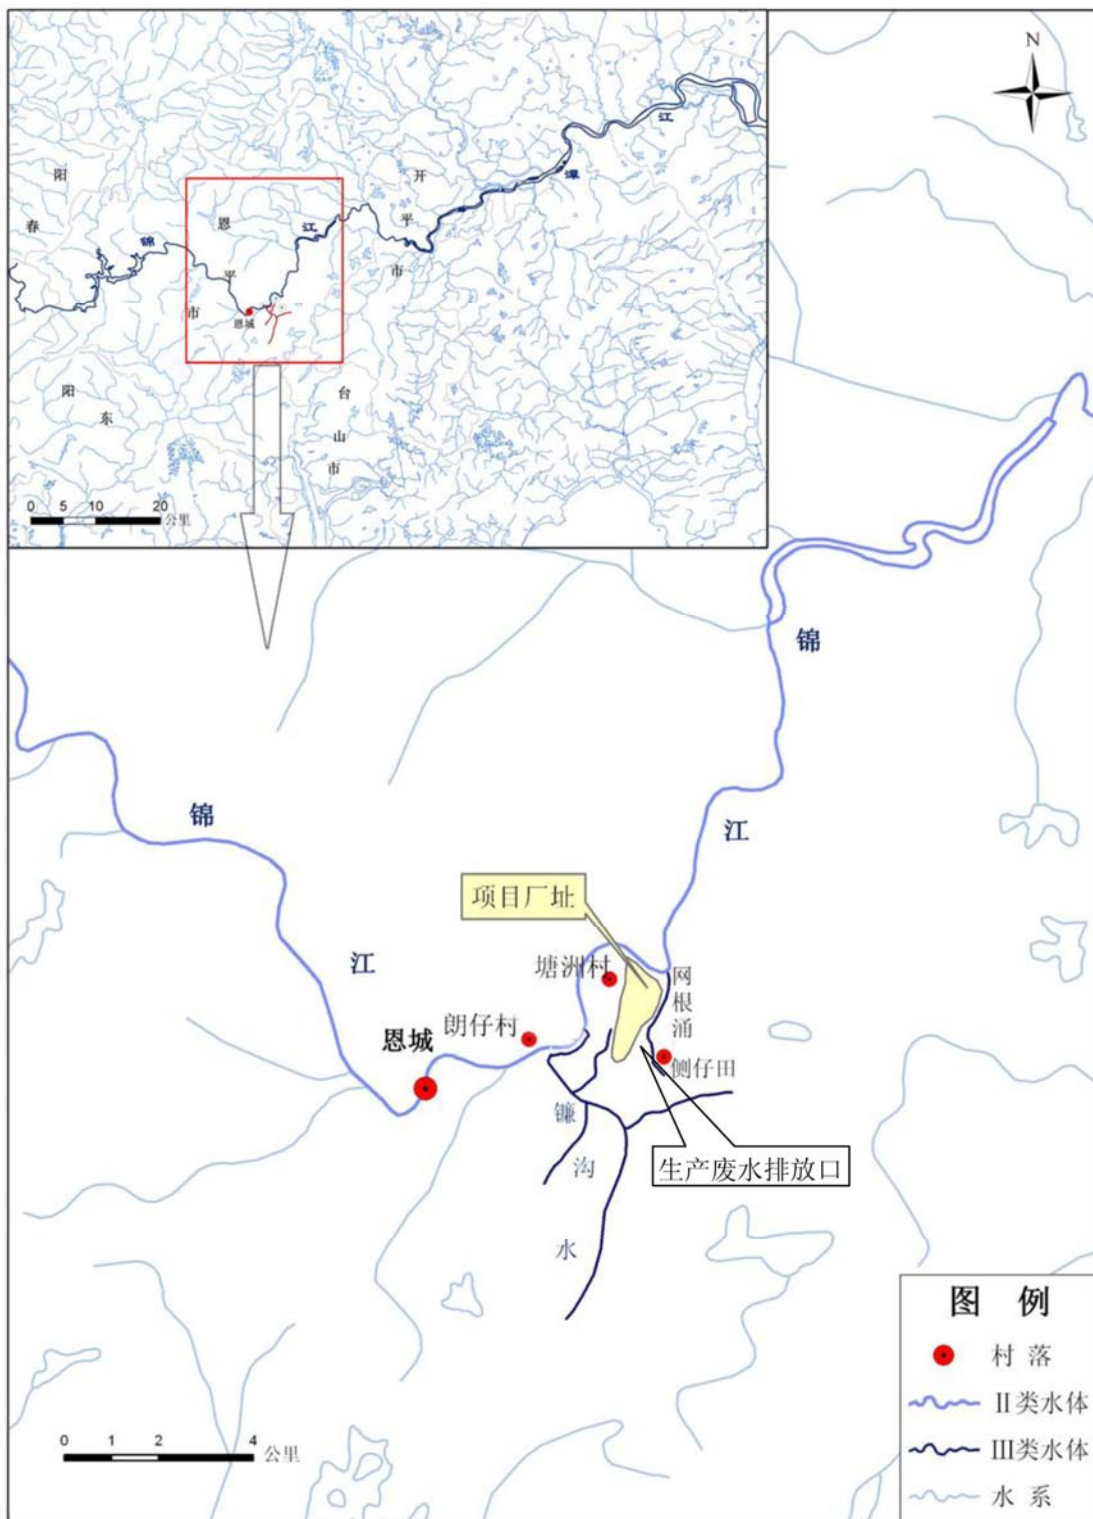 N
江
潭
阳
春
开
平
市
恩
平
市
锦
江
恩城
阳
东
台
山
市
0 5 10 20
公里
锦
锦
江
江
项目厂址
塘洲村
网
根
涌
朗仔村
恩城
侧仔田
镰
沟
水
生产废水排放口
图 例
村 落
II类水体
III类水体
水 系
0 1 2 4
公里